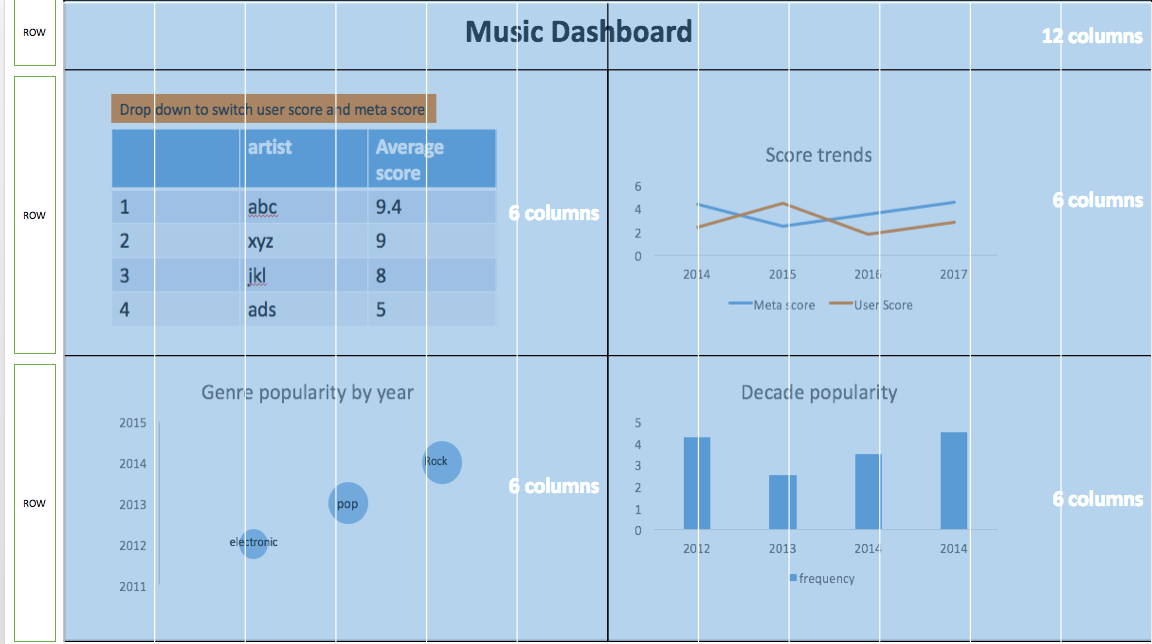 ROW
Music Dashboard
12 columns
ROW
Drop down to switch user score and meta score
artist
Average
score
1 abc 9.4
2 xyz 9
3 jkl 8
4 ads 5
6 columns
Score trends
6
4
2
0
2014 2015 2016 2017
Meta score User Score
6 columns
ROW
Genre popularity by year
2015
2014
2013
2012
2011
Rock
pop
electronic
6 columns
Decade popularity
5
4
3
2
1
0
2012 2013 2014 2014
frequency
6 columns